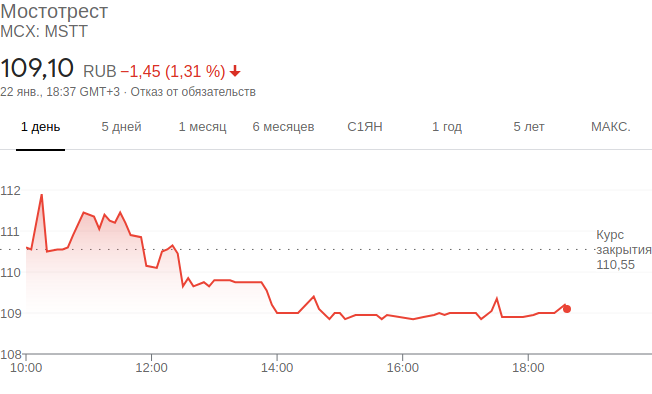 Мостотрест
MCX: MSTT
109,10 RUB −1,45 (1,31 %)
22 янв., 18:37 GMT+3 · Отказ от обязательств
1 день 5 дней 1 месяц 6 месяцев С1ЯН 1 год 5 лет МАКС.
112
111
Курс
закрытия
110,55
110
109
108
10:00 12:00 14:00 16:00 18:00